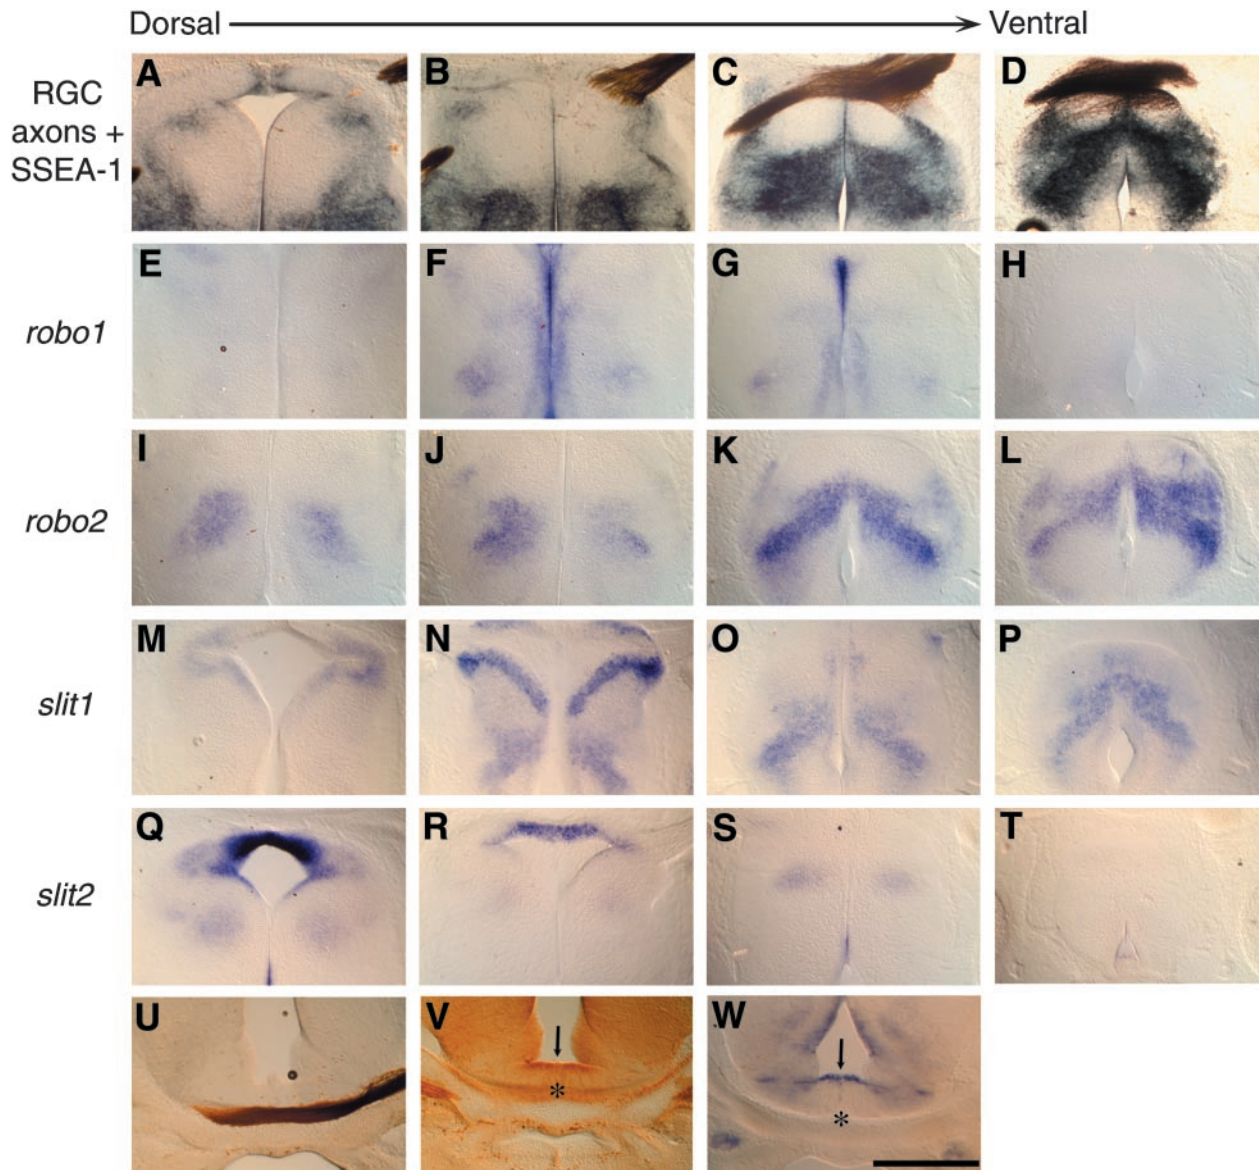 Dorsal Ventral
RGC axons + SSEA-1
A B C D
robo1
E F G H
robo2
I J K L
slit1
M N O P
slit2
Q R S T
U V W
* *